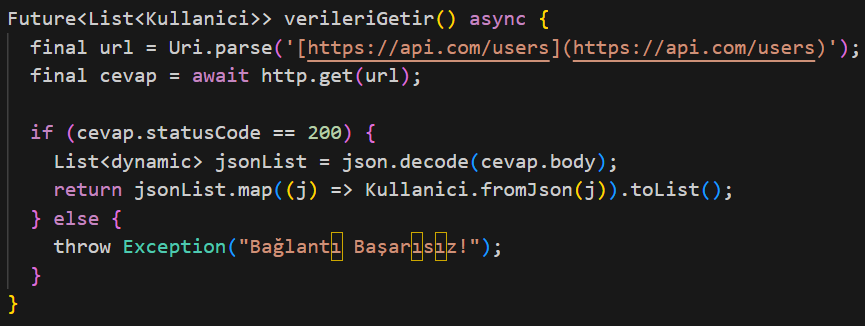 Future<List<Kullanici>> verileriGetir() async {
  final url = Uri.parse('[https://api.com/users](https://api.com/users)');
  final cevap = await http.get(url);

  if (cevap.statusCode == 200) {
    List<dynamic> jsonList = json.decode(cevap.body);
    return jsonList.map((j) => Kullanici.fromJson(j)).toList();
  } else {
    throw Exception("Bağlantı Başarısız!");
  }
}